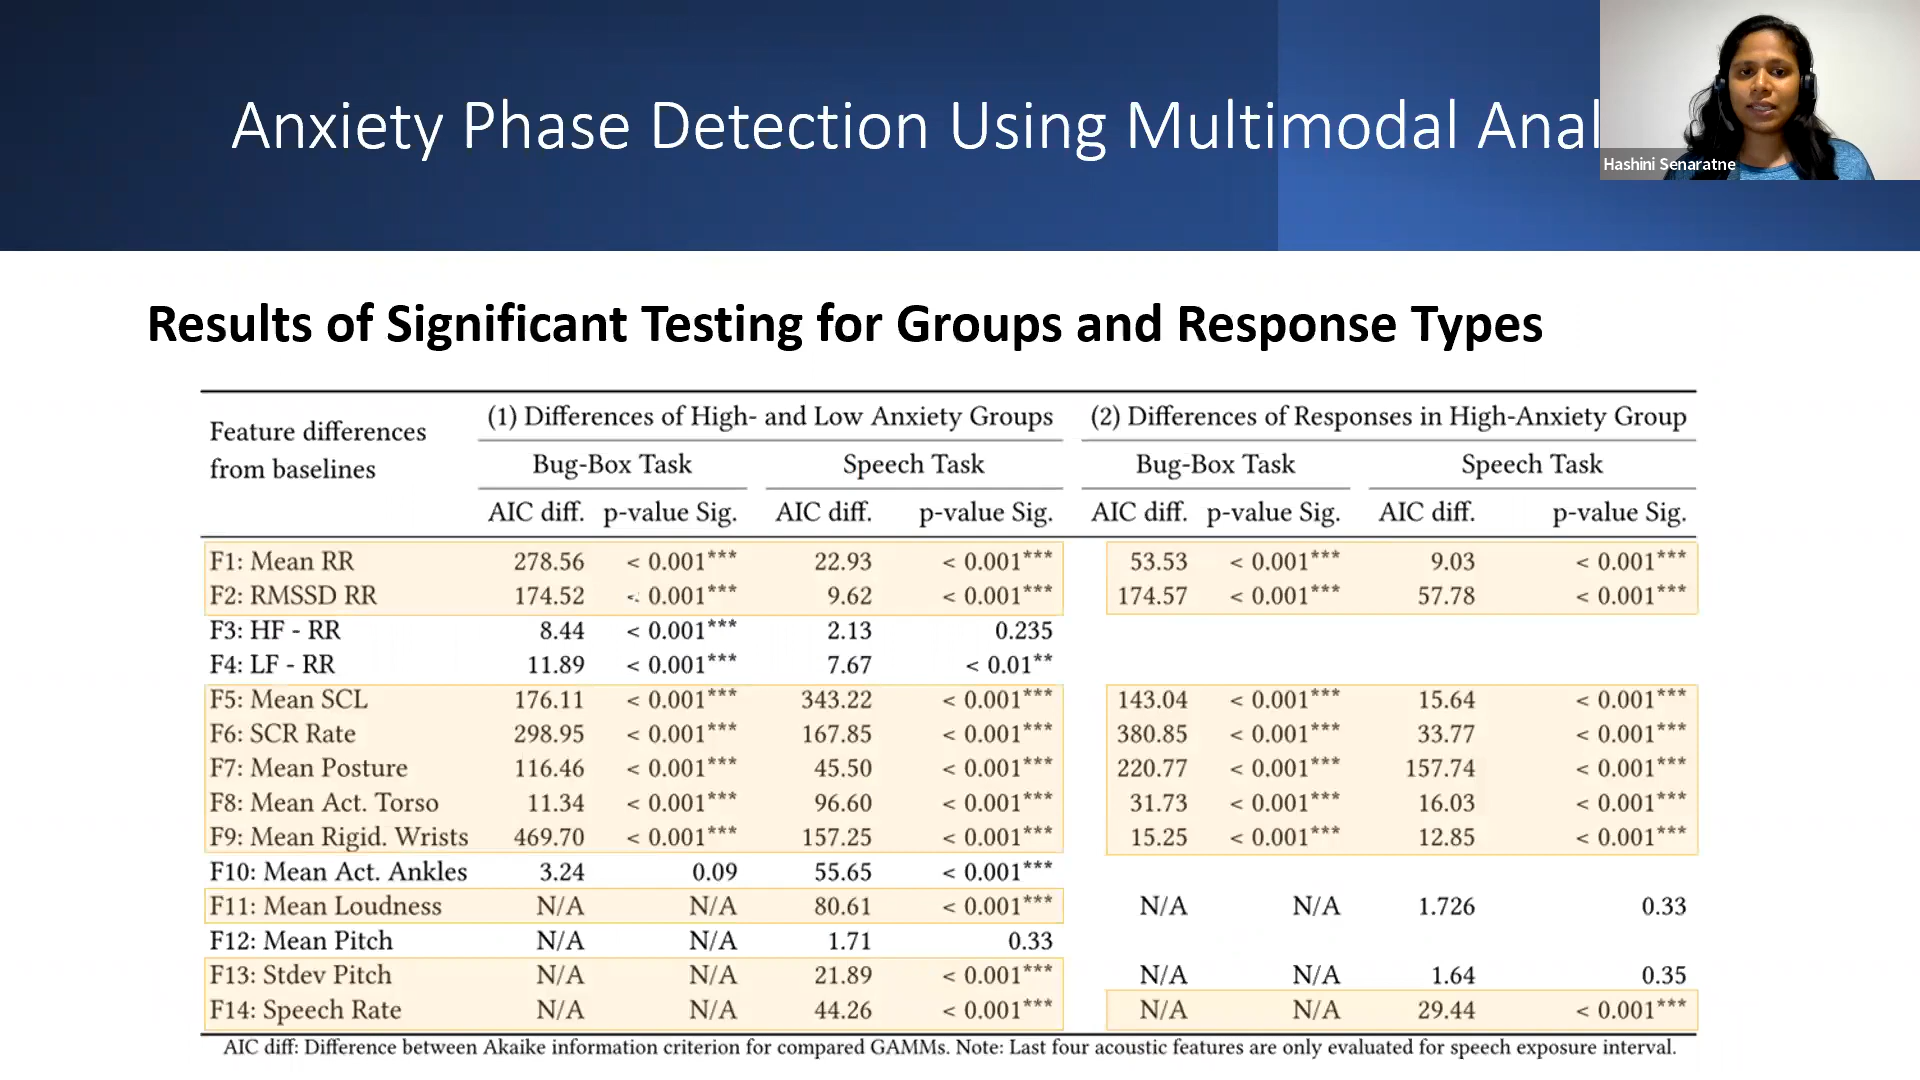 Anxiety Phase Detection Using Multimodal Anal
Hashini Senaratne
Results of Significant Testing for Groups and Response Types
Feature differences from baselines
(1) Differences of High- and Low Anxiety Groups (2) Differences of Responses in High-Anxiety Group
Bug-Box Task Speech Task Bug-Box Task Speech Task
AIC diff. p-value Sig. AIC diff. p-value Sig. AIC diff. p-value Sig. AIC diff. p-value Sig.
F1: Mean RR 278.56 < 0.001*** 22.93 < 0.001*** 53.53 < 0.001*** 9.03 < 0.001***
F2: RMSSD RR 174.52 < 0.001*** 9.62 < 0.001*** 174.57 < 0.001*** 57.78 < 0.001***
F3: HF - RR 8.44 < 0.001*** 2.13 0.235
F4: LF - RR 11.89 < 0.001*** 7.67 < 0.01**
F5: Mean SCL 176.11 < 0.001*** 343.22 < 0.001*** 143.04 < 0.001*** 15.64 < 0.001***
F6: SCR Rate 298.95 < 0.001*** 167.85 < 0.001*** 380.85 < 0.001*** 33.77 < 0.001***
F7: Mean Posture 116.46 < 0.001*** 45.50 < 0.001*** 220.77 < 0.001*** 157.74 < 0.001***
F8: Mean Act. Torso 11.34 < 0.001*** 96.60 < 0.001*** 31.73 < 0.001*** 16.03 < 0.001***
F9: Mean Rigid. Wrists 469.70 < 0.001*** 157.25 < 0.001*** 15.25 < 0.001*** 12.85 < 0.001***
F10: Mean Act. Ankles 3.24 0.09 55.65 < 0.001***
F11: Mean Loudness N/A N/A 80.61 < 0.001*** N/A N/A 1.726 0.33
F12: Mean Pitch N/A N/A 1.71 0.33
F13: Stdev Pitch N/A N/A 21.89 < 0.001*** N/A N/A 1.64 0.35
F14: Speech Rate N/A N/A 44.26 < 0.001*** N/A N/A 29.44 < 0.001***
AIC diff: Difference between Akaike information criterion for compared GAMMs. Note: Last four acoustic features are only evaluated for speech exposure interval.